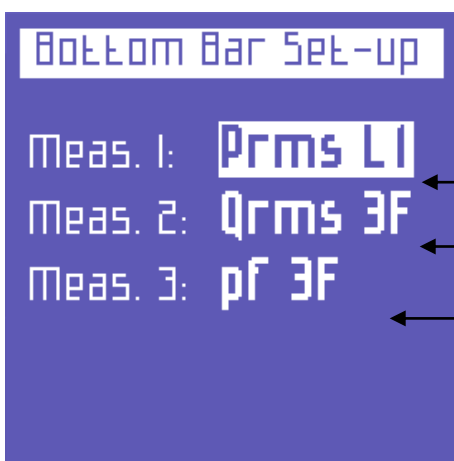 Bottom Bar Set-up
Meas. 1: Prms L1
Meas. 2: Qrms 3F
Meas. 3: pf 3F